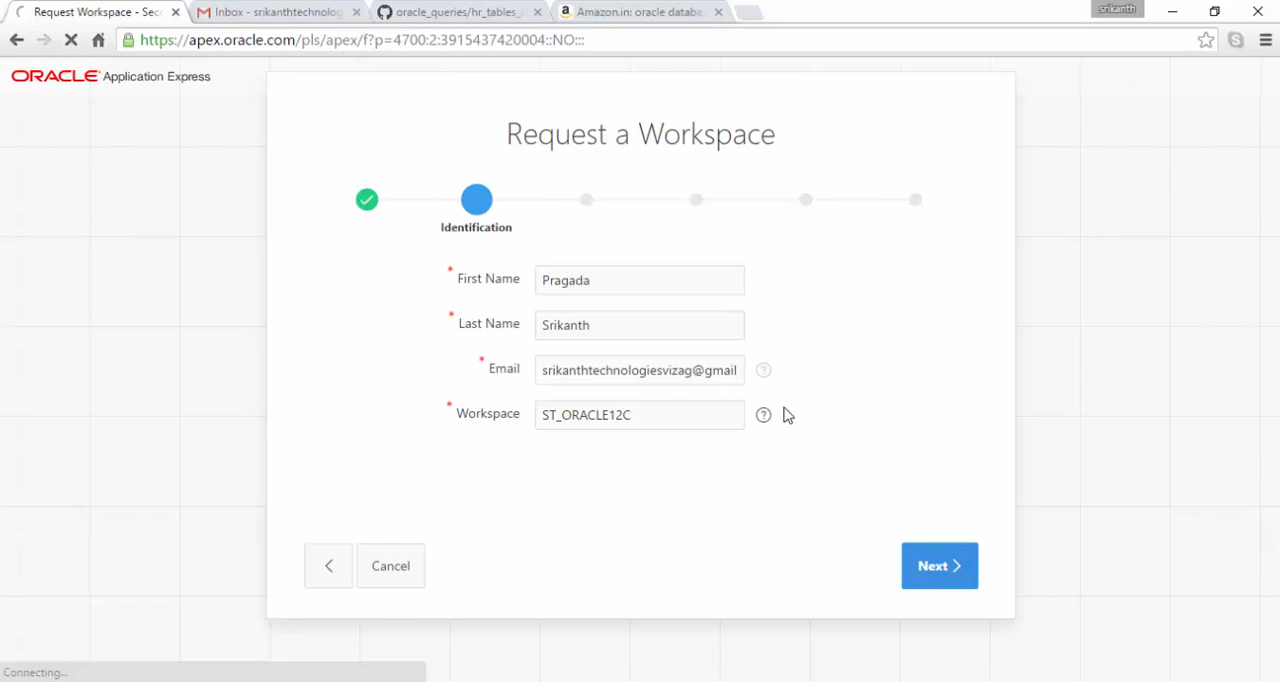 Request Workspace - Sec
Inbox - srikanthtechnolog
oracle_queries/hr_tables_
Amazon.in: oracle databa
srikanth
https://apex.oracle.com/pls/apex/f?p=4700:2:3915437420004::NO:::
ORACLE Application Express
Request a Workspace
Identification
* First Name Pragada
* Last Name Srikanth
* Email srikanthtechnologiesvizag@gmail ?
* Workspace ST_ORACLE12C ?
Cancel
Next
Connecting...